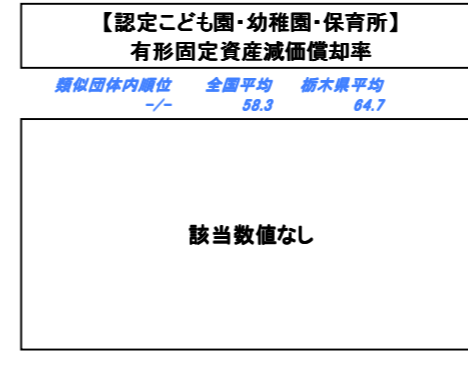 【認定こども園・幼稚園・保育所】
有形固定資産減価償却率
類似団体内順位 全国平均 栃木県平均
-/- 58.3 64.7
該当数値なし